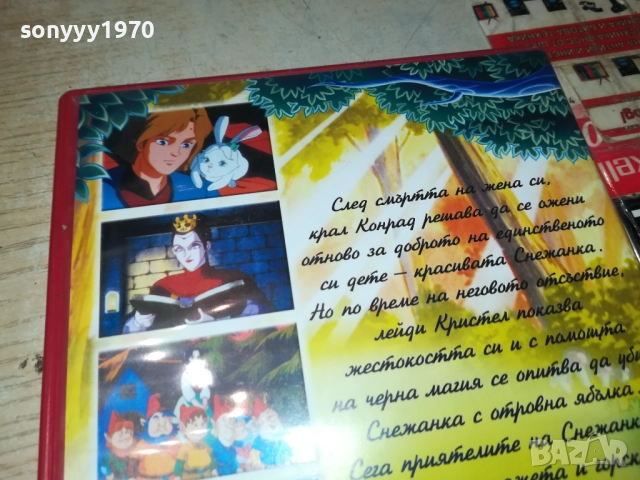 sonyyy1970
След смъртта на жена си,
крал Конрад решава да се ожени
отново за доброто на единственото
си дете – красивата Снежанка.
Но по време на неговото отсъствие,
лейди Кристел показва
жестокостта си и с помощта
на черна магия се опитва да
Снежанка с отровна ябълка
Сега приятелите на
и горск
BAZAR